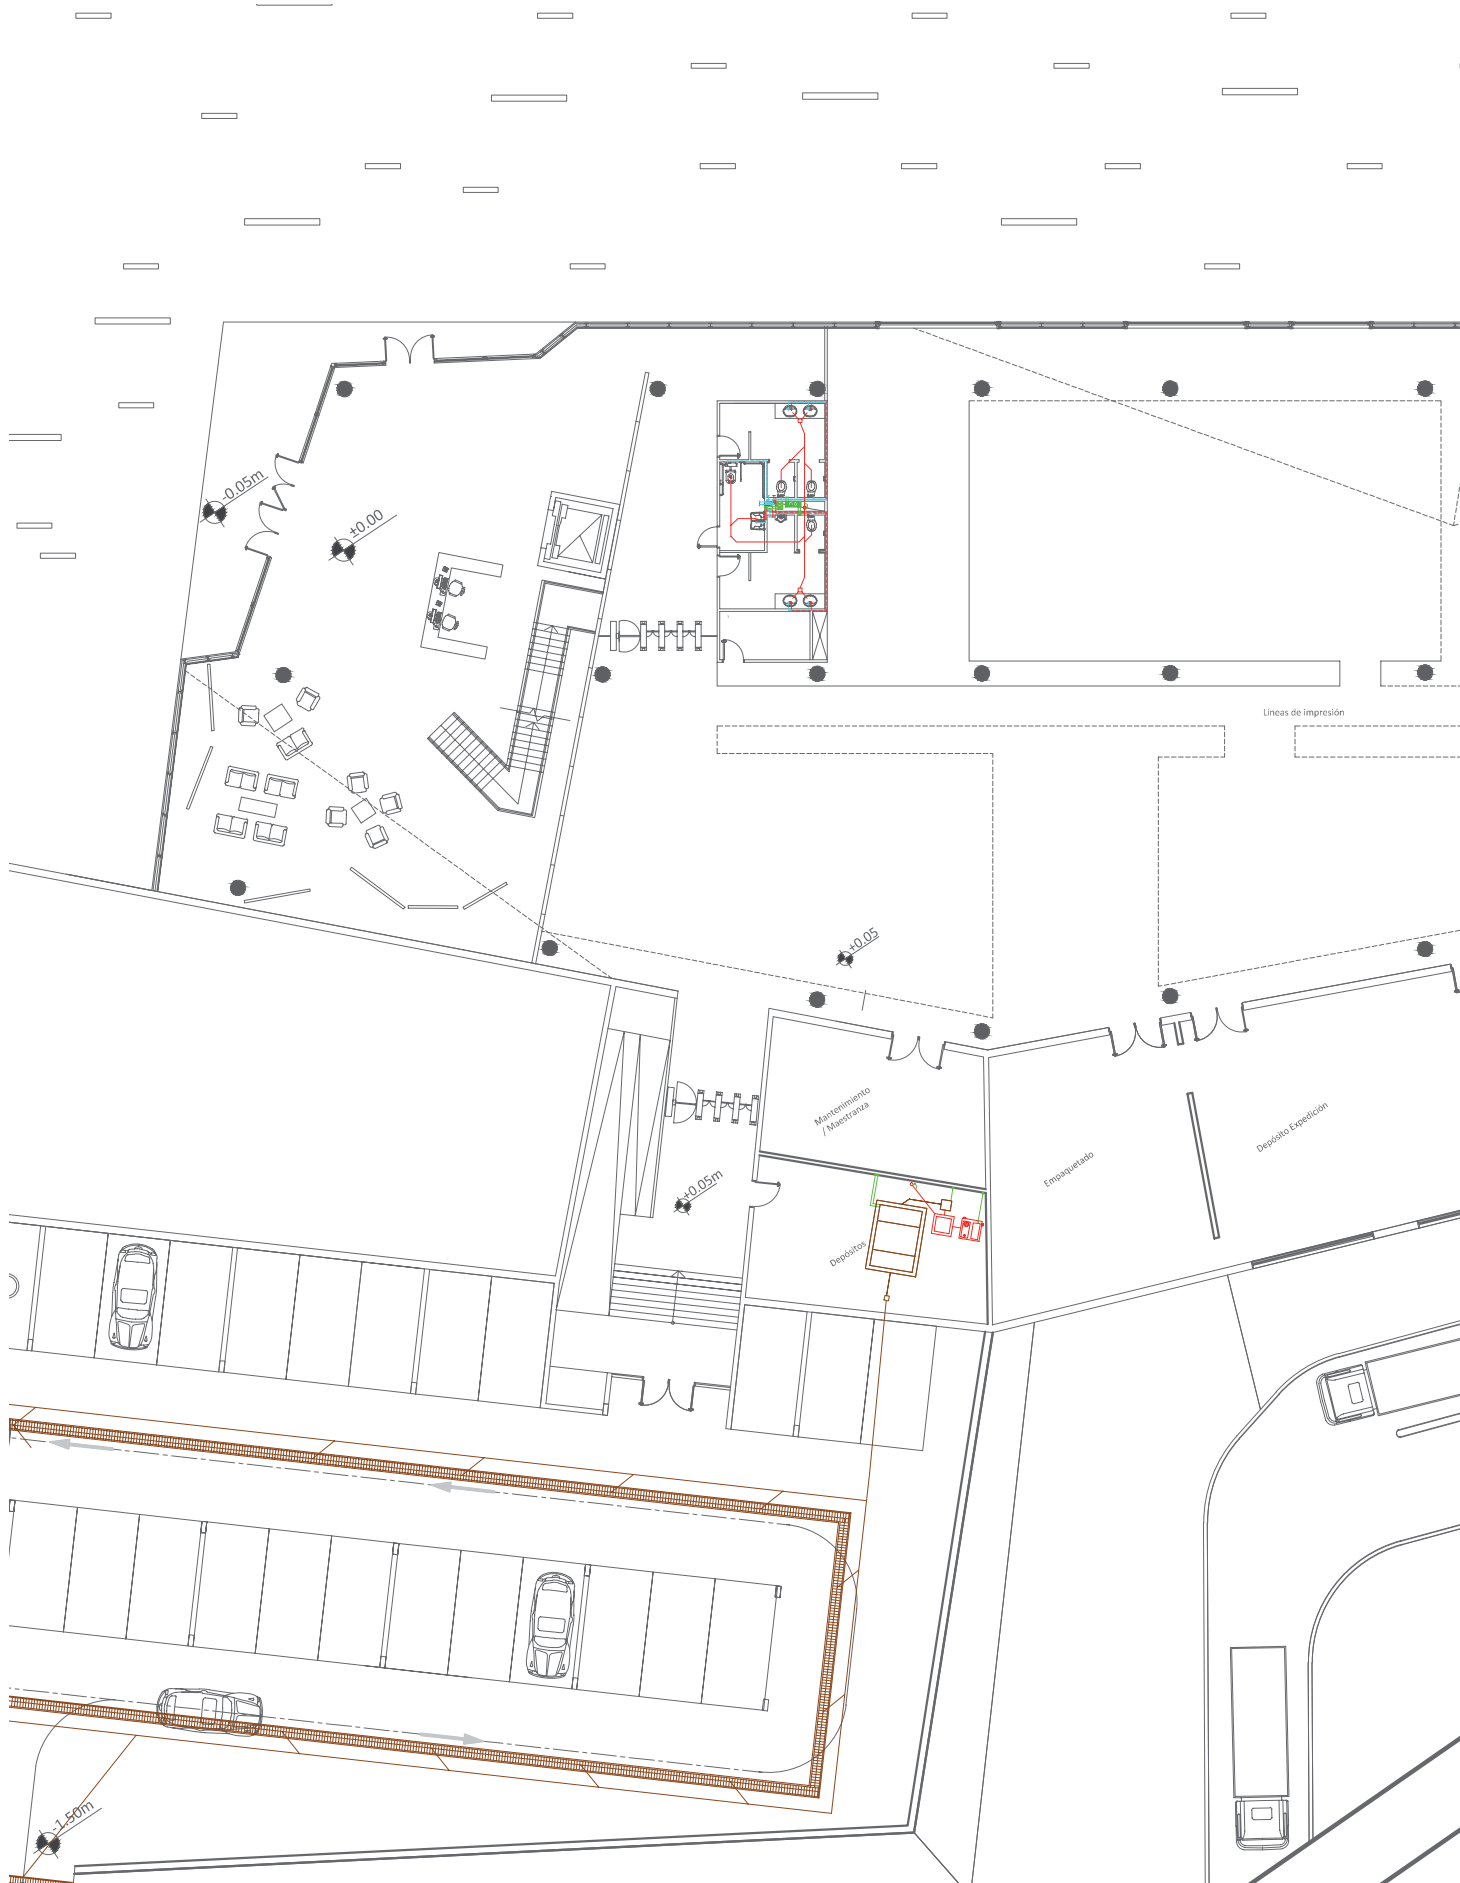 -0.05m
±0.00
Líneas de impresión
+0.05
Mantenimiento
/ Maestranza
Depósito Expedición
Empaquetado
+0.05m
Depósitos
-1.50m